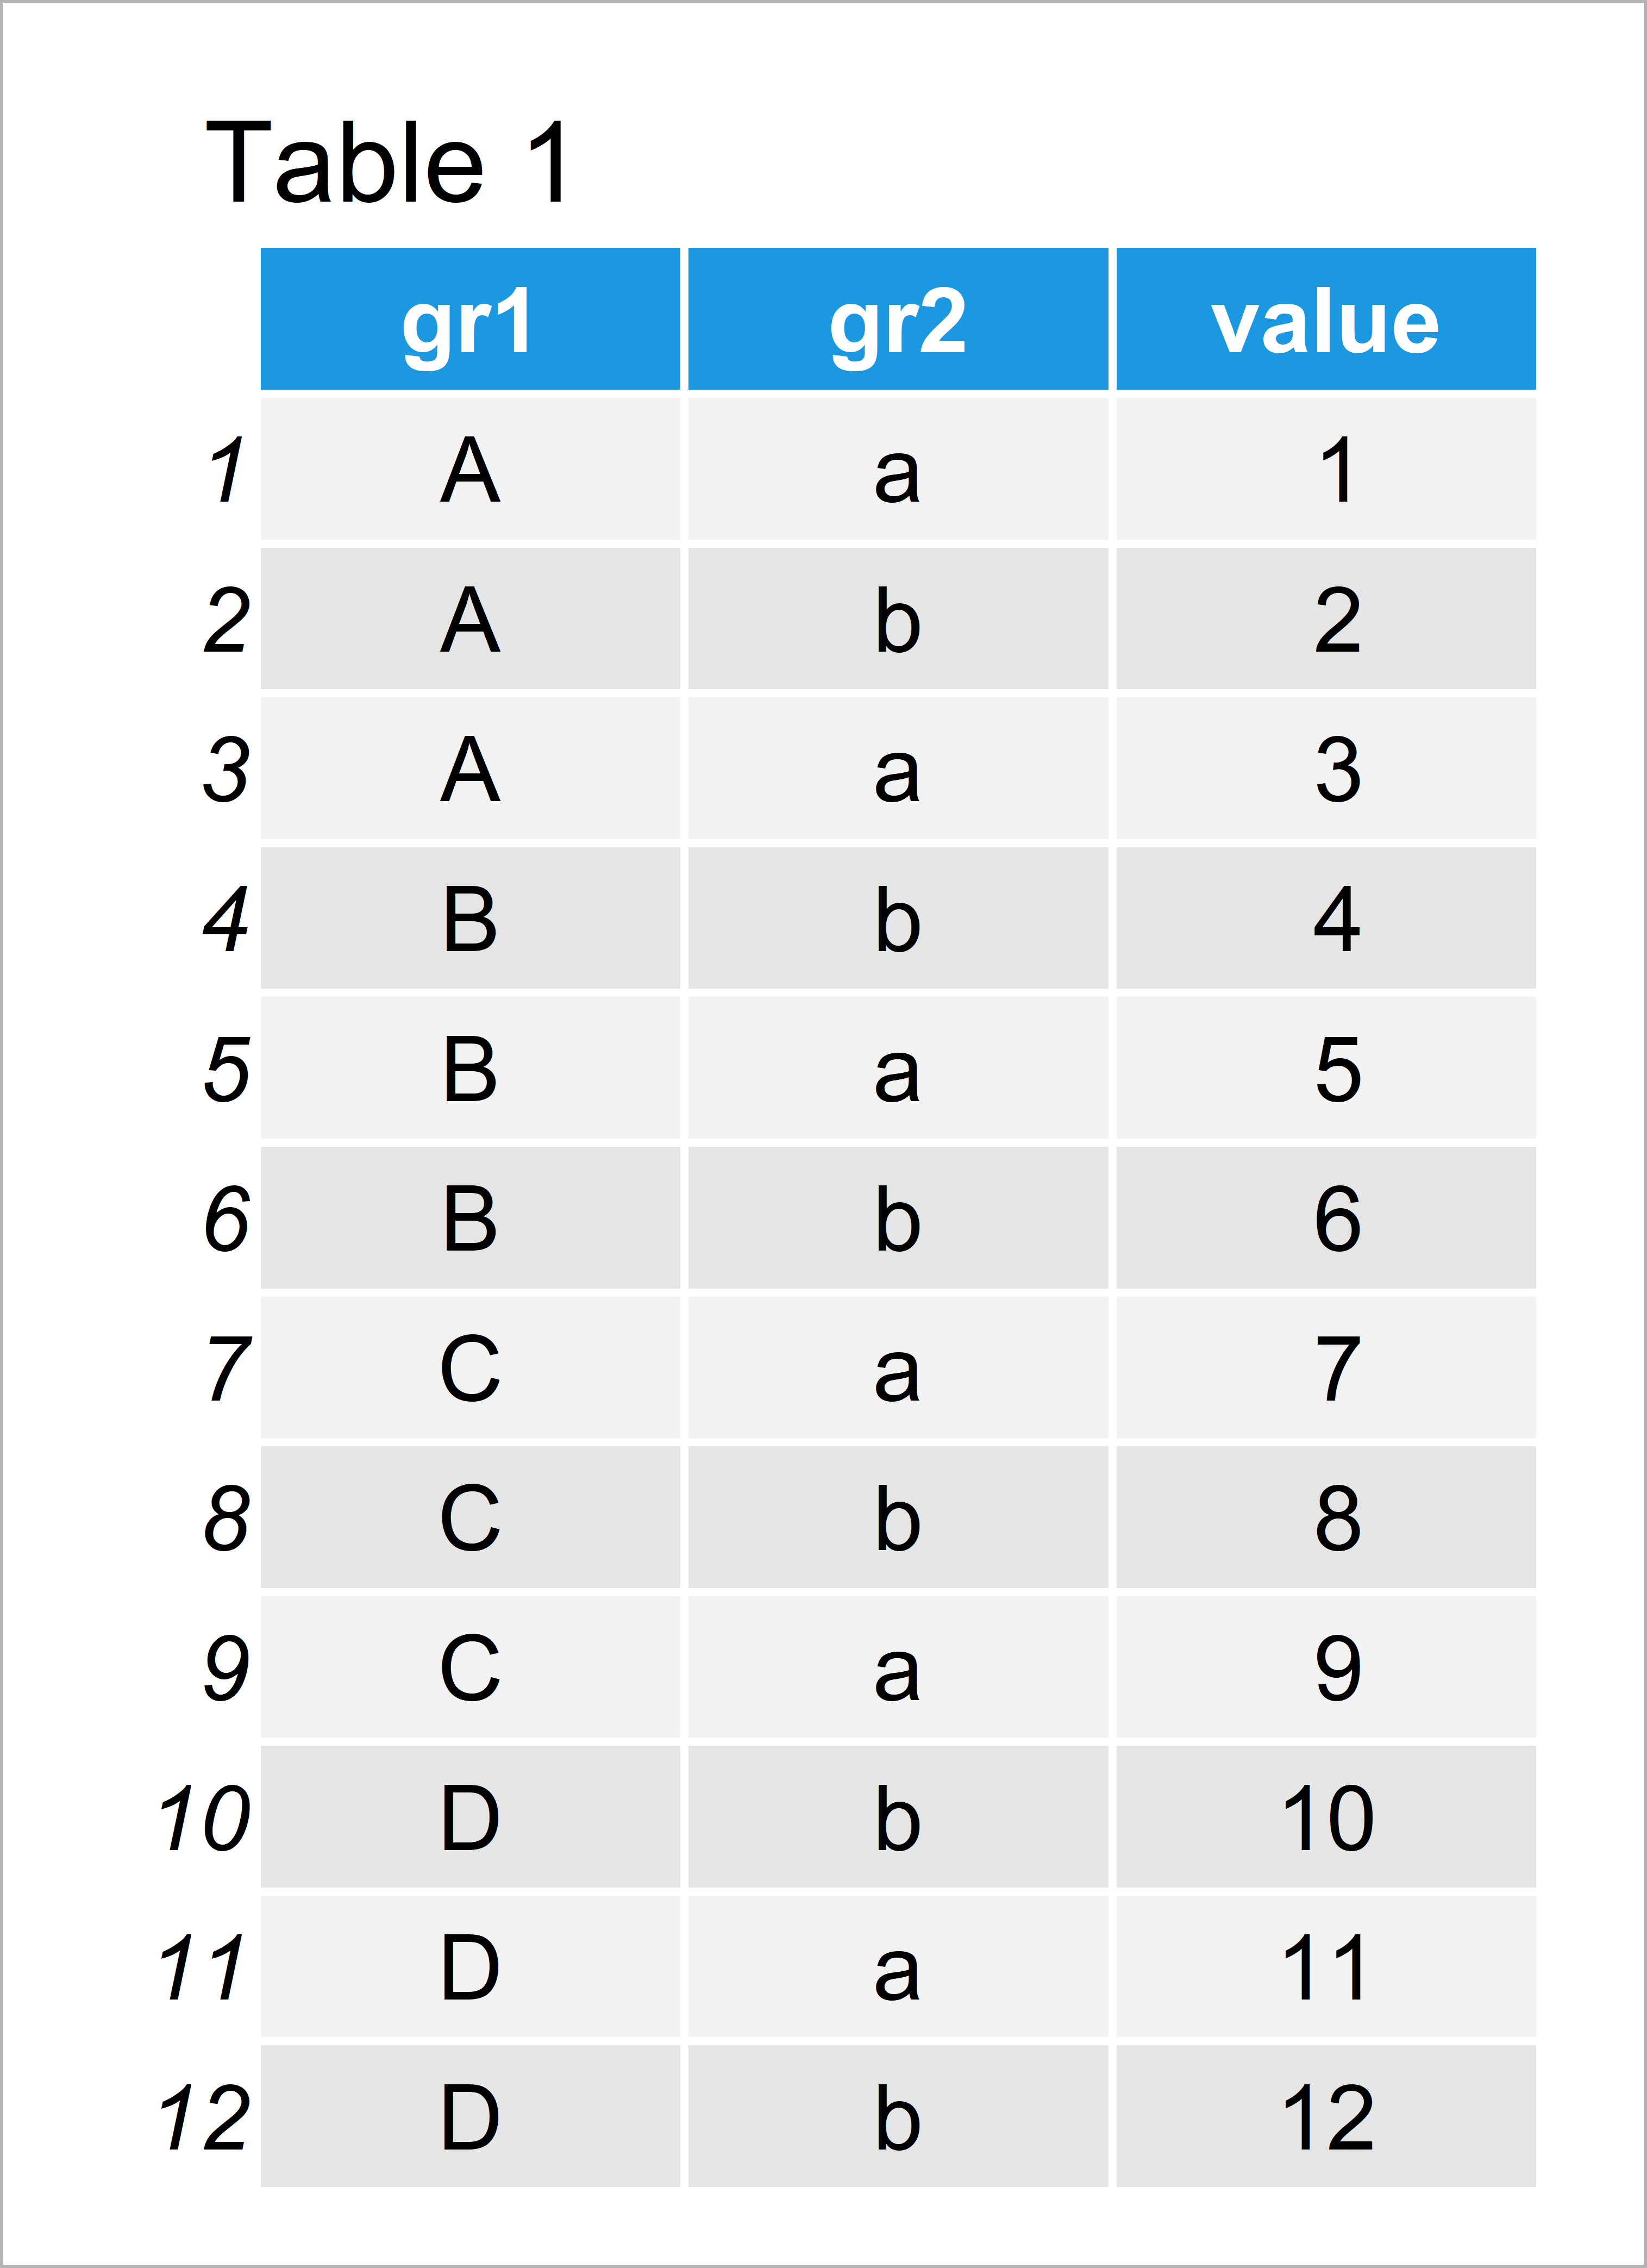 Table 1
gr1 gr2 value
1 A a 1
2 A b 2
3 A a 3
4 B b 4
5 B a 5
6 B b 6
7 C a 7
8 C b 8
9 C a 9
10 D b 10
11 D a 11
12 D b 12